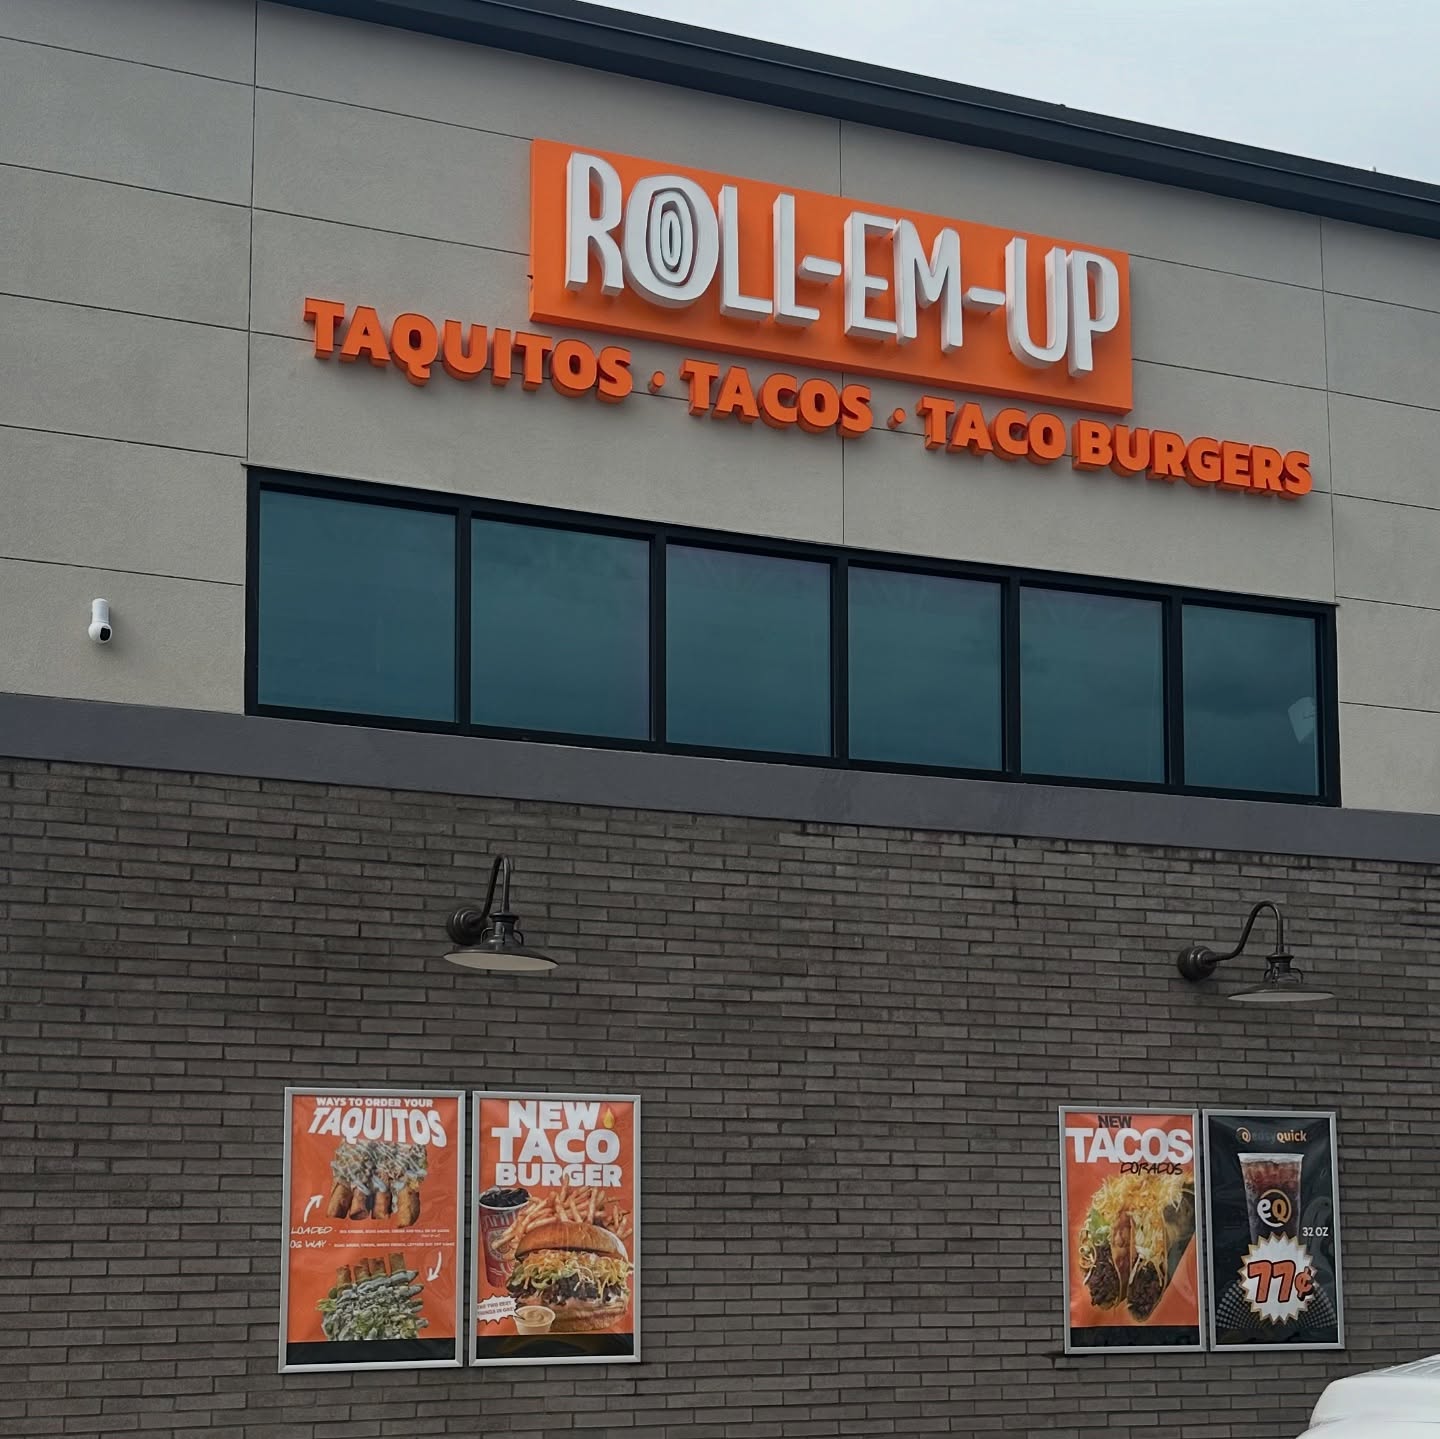 ROLL-EM-UP
TAQUITOS · TACOS · TACO BURGERS
WAYS TO ORDER YOUR
TAQUITOS
LOADED
OG WAY
NEW
TACO
BURGER
NEW
TACOS
DORADOS
easyquick
eQ
32 OZ
77¢